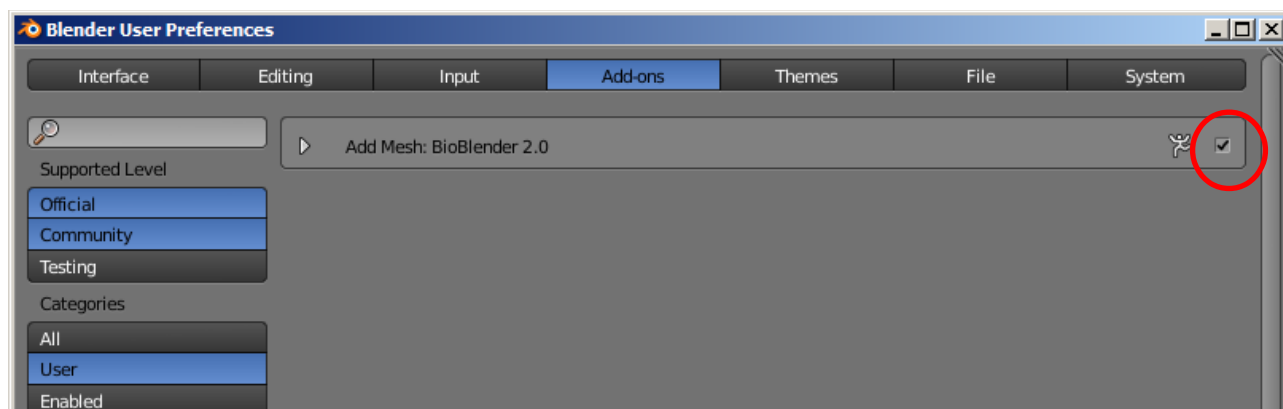 Blender User Preferences
Interface Editing Input Add-ons Themes File System
Add Mesh: BioBlender 2.0
Supported Level
Official
Community
Testing
Categories
All
User
Enabled